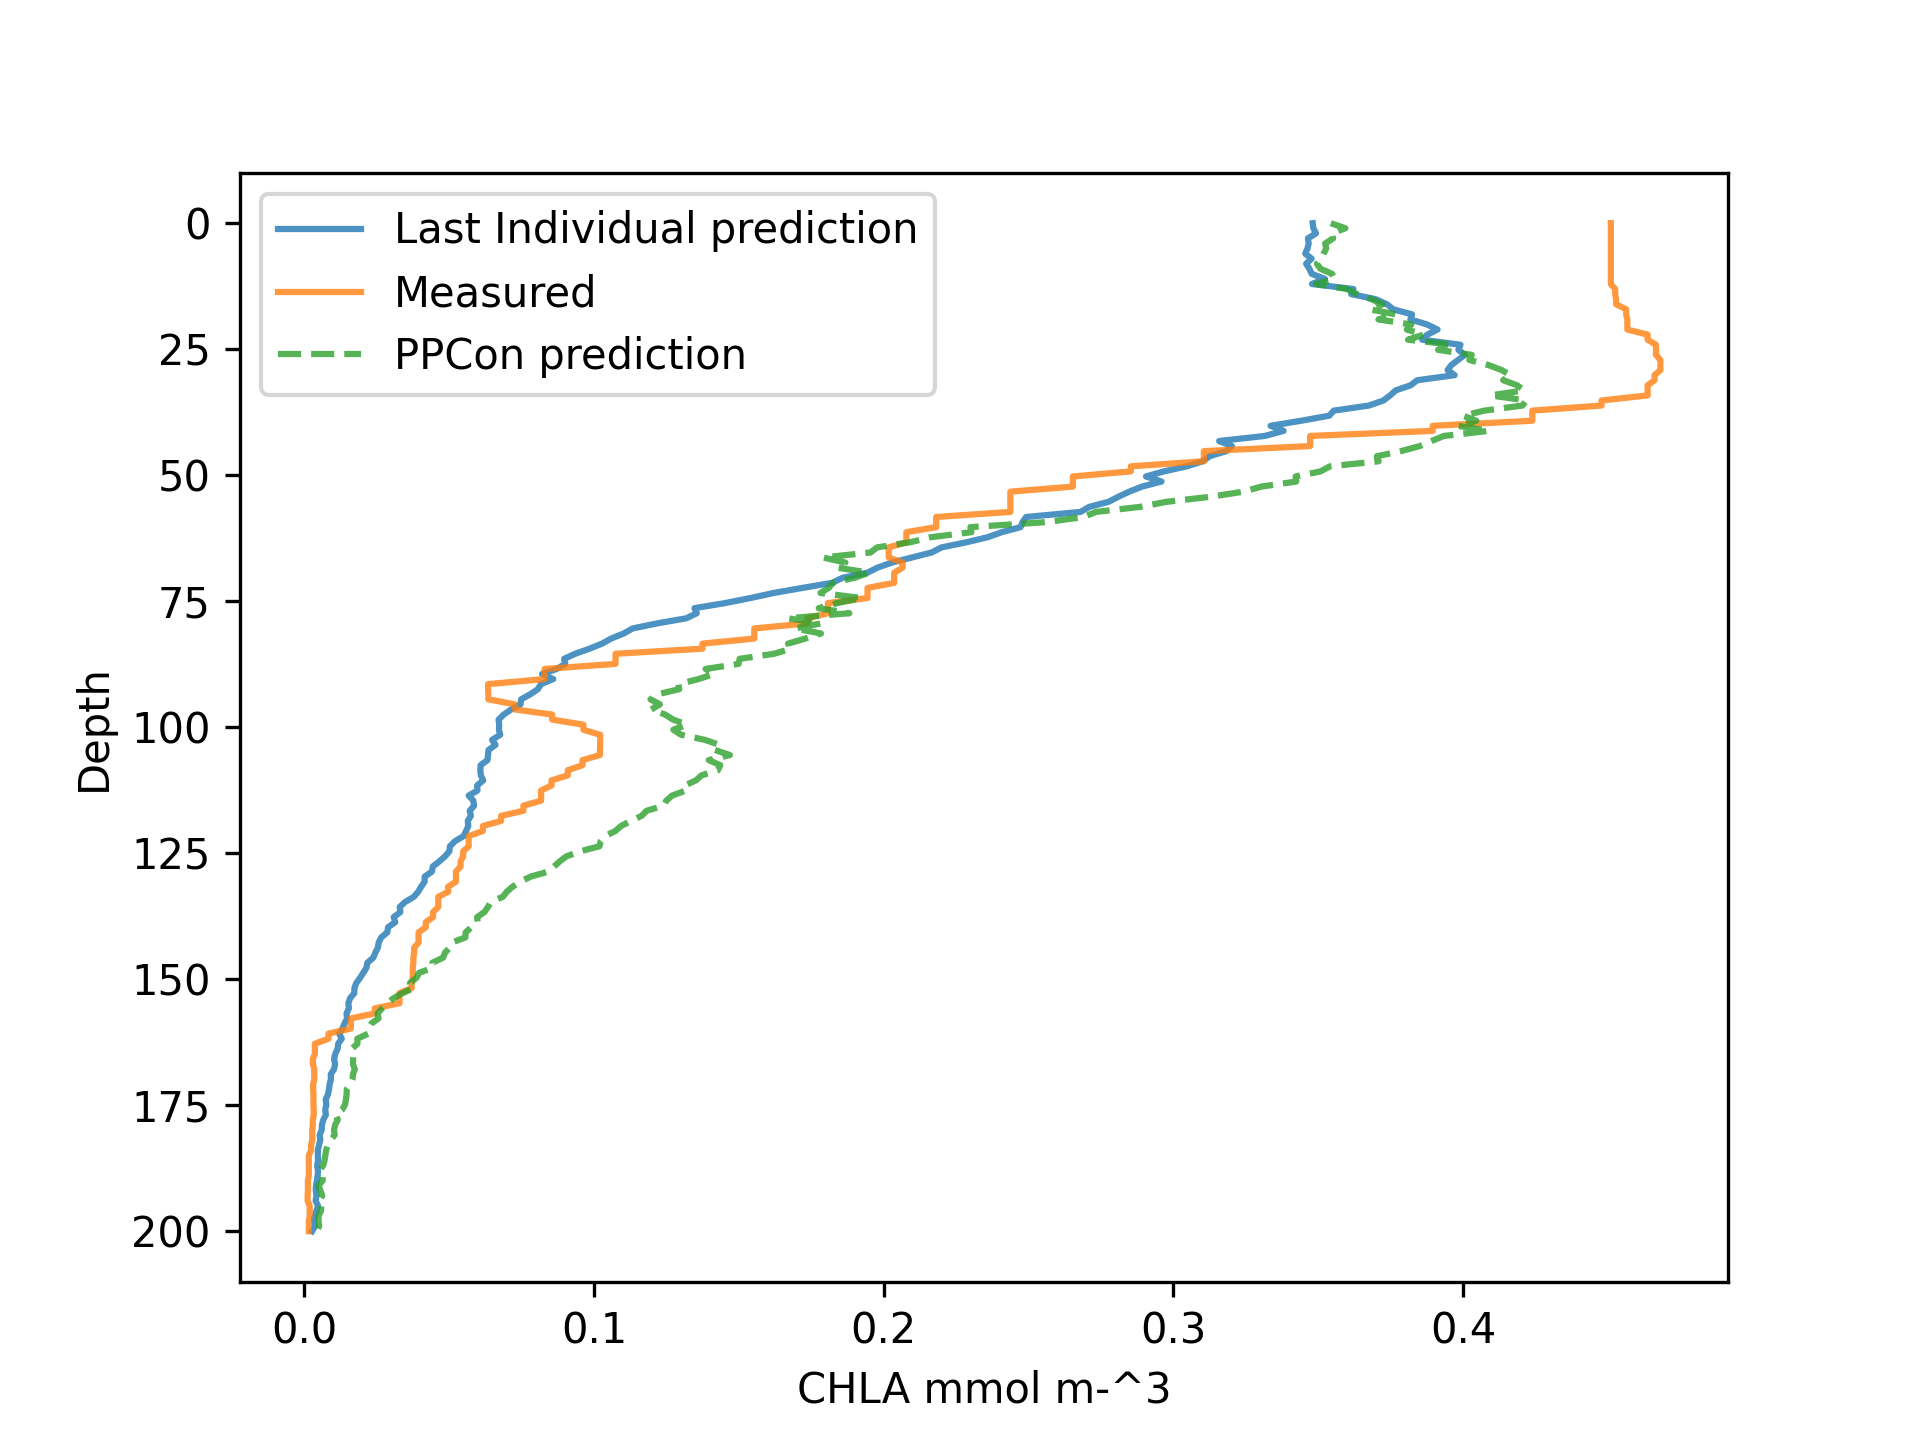 Last Individual prediction
Measured
PPCon prediction
0
25
50
75
100
125
150
175
200
Depth
0.0 0.1 0.2 0.3 0.4
CHLA mmol m-^3